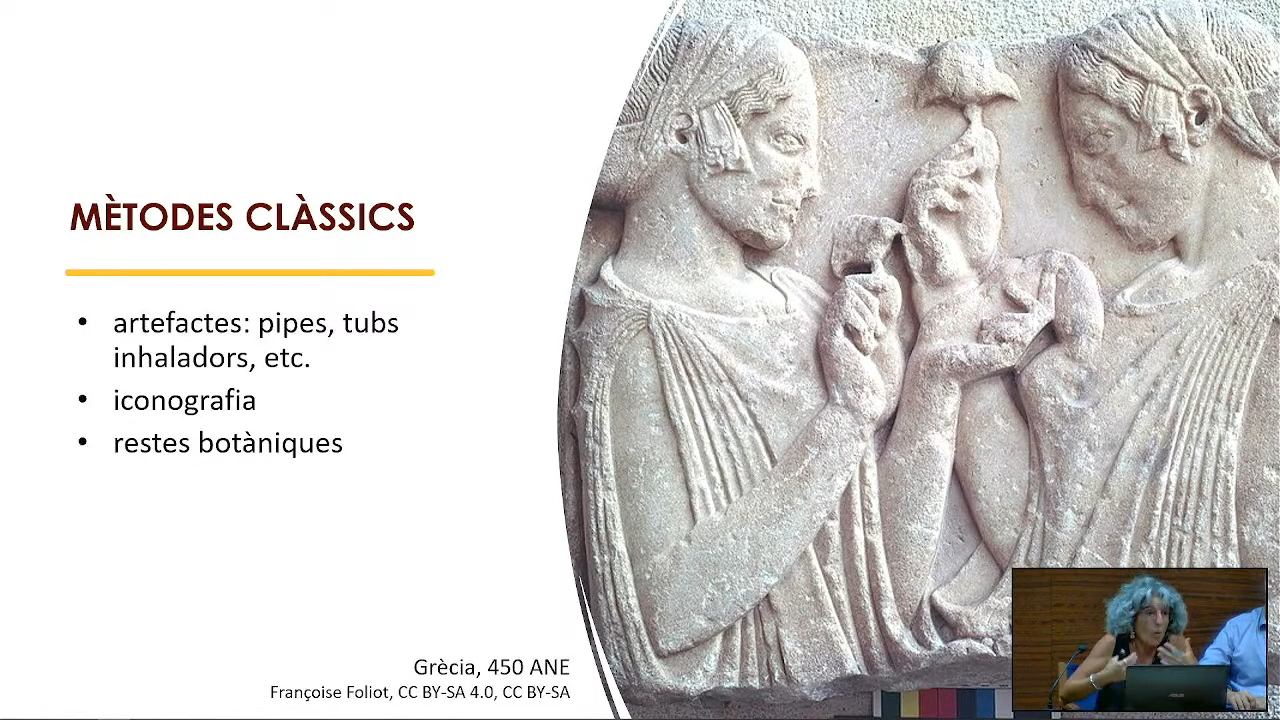 MÈTODES CLÀSSICS
• artefactes: pipes, tubs
inhaladors, etc.
• iconografia
• restes botàniques
Grècia, 450 ANE
Françoise Foliot, CC BY-SA 4.0, CC BY-SA
ASUS